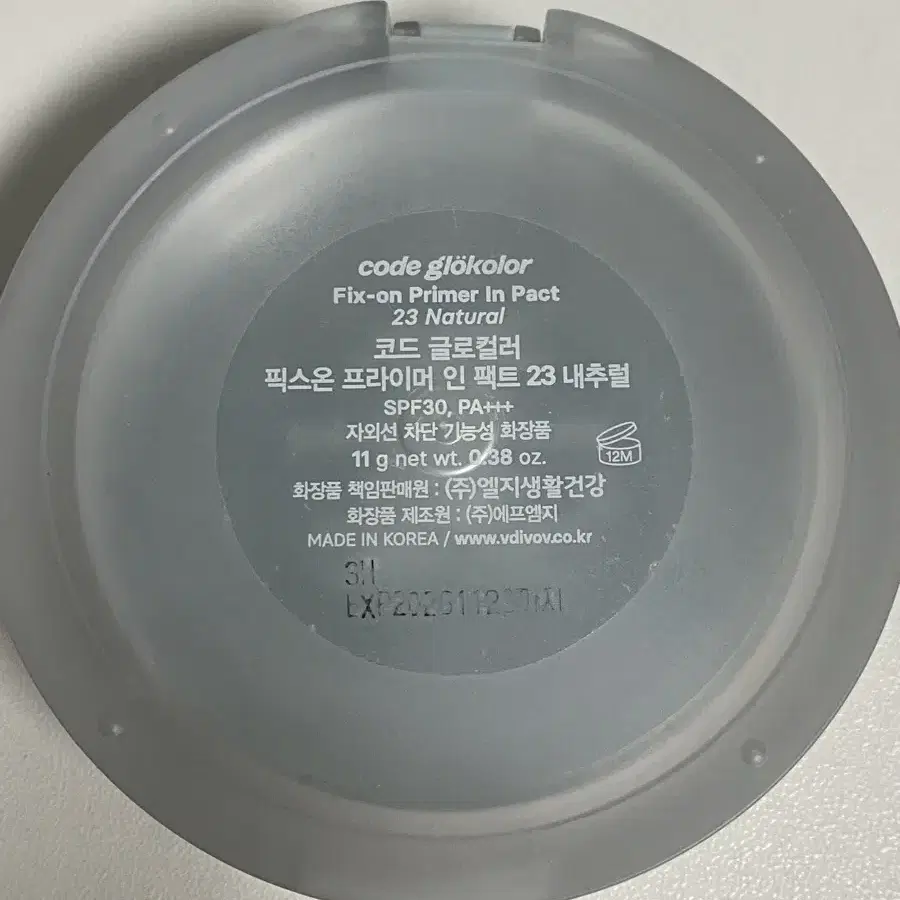 code glökolor
Fix-on Primer In Pact
23 Natural
코드 글로컬러
픽스온 프라이머 인 팩트 23 내추럴
SPF30, PA+++
자외선 차단 기능성 화장품
11 g net wt. 0.38 oz.
12M
화장품 책임판매원 : (주)엘지생활건강
화장품 제조원 : (주)에프엠지
MADE IN KOREA / www.vdivov.co.kr